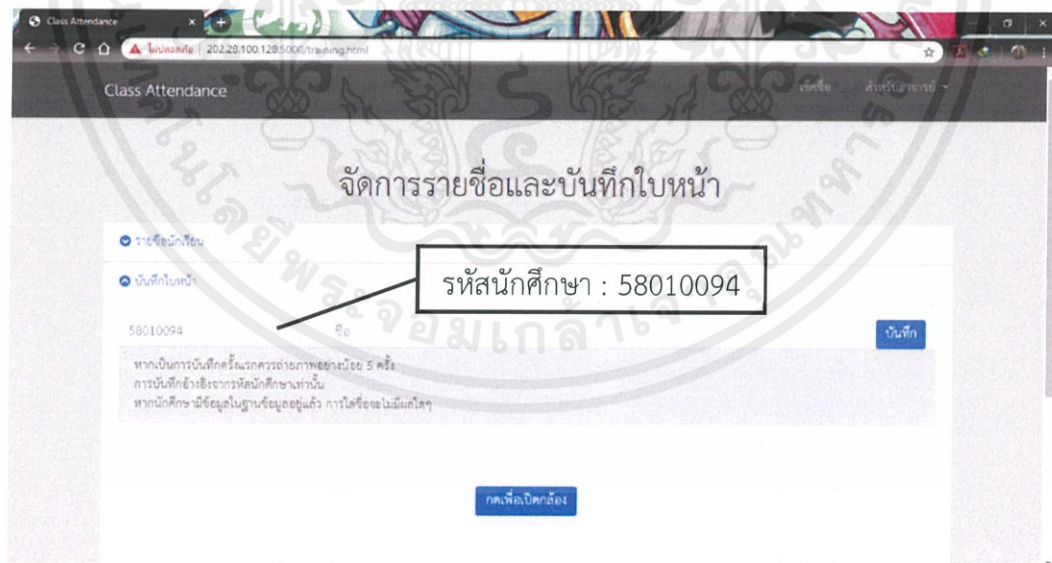 Class Attendance
ไม่ปลอดภัย | 202.28.100.128:5000/training.html
Class Attendance เช็คชื่อ สำหรับอาจารย์
จัดการรายชื่อและบันทึกใบหน้า
รายชื่อนักเรียน
บันทึกใบหน้า
รหัสนักศึกษา : 58010094
58010094 ชื่อ บันทึก
หากเป็นการบันทึกครั้งแรกควรถ่ายภาพอย่างน้อย 5 ครั้ง
การบันทึกอ้างอิงจากรหัสนักศึกษาเท่านั้น
หากนักศึกษามีข้อมูลในฐานข้อมูลอยู่แล้ว การใส่ชื่อจะไม่มีผลใดๆ
กดเพื่อเปิดกล้อง